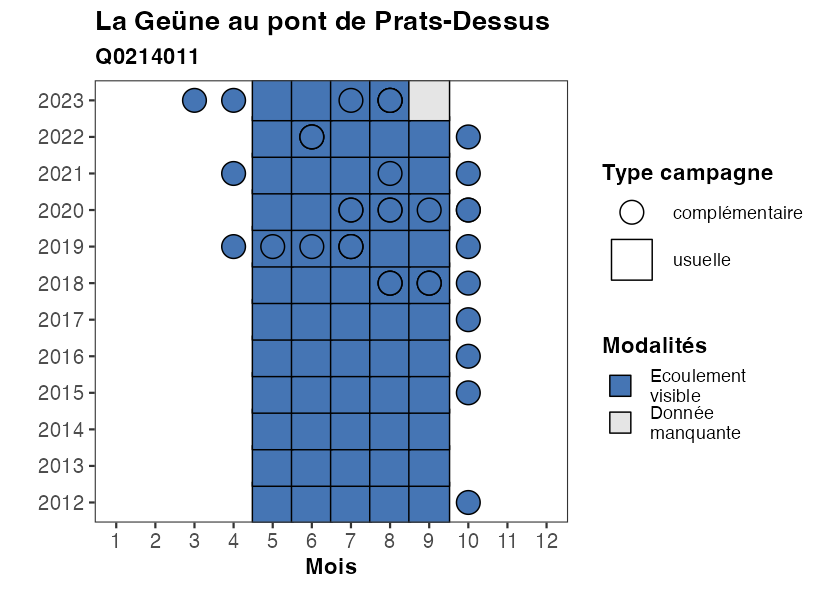 La Geüne au pont de Prats-Dessus
Q0214011
2023
2022
2021
2020
2019
2018
2017
2016
2015
2014
2013
2012
1 2 3 4 5 6 7 8 9 10 11 12
Mois
Type campagne
complémentaire
usuelle
Modalités
Ecoulement
visible
Donnée
manquante